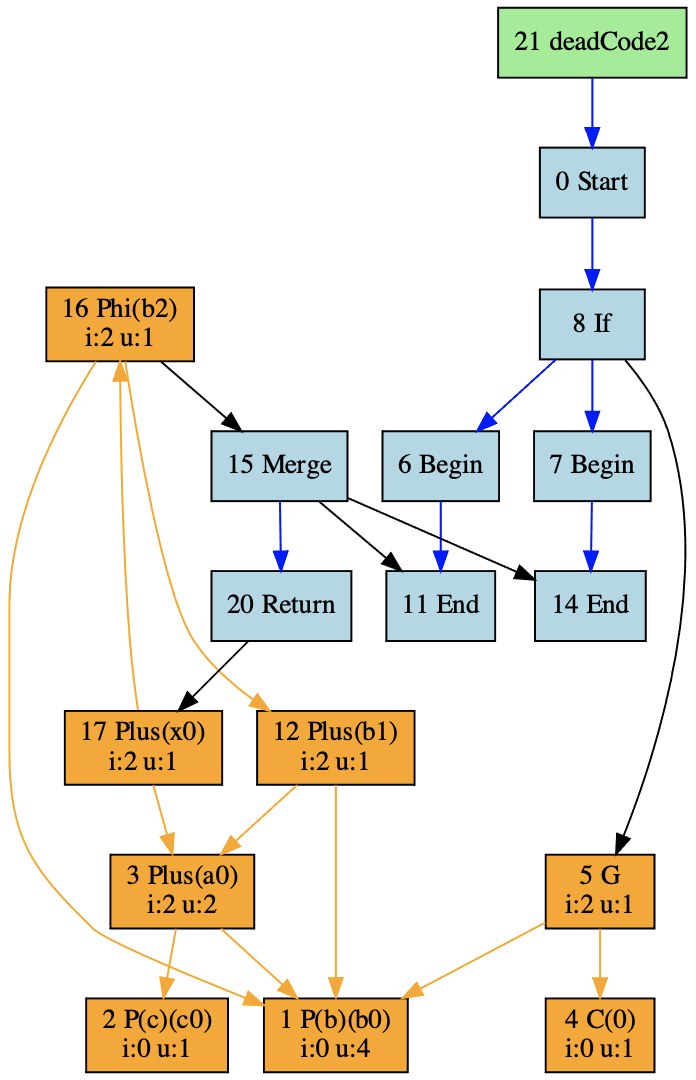 21 deadCode2
0 Start
8 If
16 Phi(b2)
i:2 u:1
15 Merge
6 Begin
7 Begin
20 Return
11 End
14 End
17 Plus(x0)
i:2 u:1
12 Plus(b1)
i:2 u:1
3 Plus(a0)
i:2 u:2
5 G
i:2 u:1
2 P(c)(c0)
i:0 u:1
1 P(b)(b0)
i:0 u:4
4 C(0)
i:0 u:1